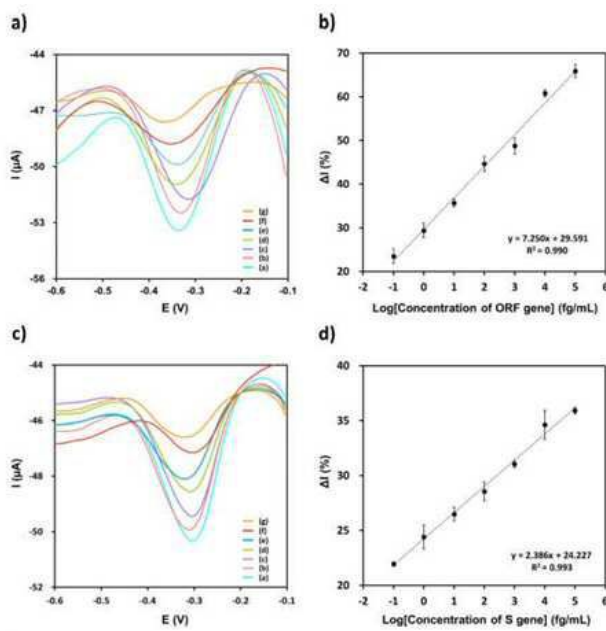 a)
-44
-47
-50
-53
-56
I (µA)
(g)
(f)
(e)
(d)
(c)
(b)
(a)
-0.6 -0.5 -0.4 -0.3 -0.2 -0.1
E (V)
b)
70
60
50
40
30
20
ΔI (%)
y = 7.250x + 29.591
R² = 0.990
-2 -1 0 1 2 3 4 5 6
Log[Concentration of ORF gene] (fg/mL)
c)
-44
-46
-48
-50
-52
I (µA)
(g)
(f)
(e)
(d)
(c)
(b)
(a)
-0.6 -0.5 -0.4 -0.3 -0.2 -0.1
E (V)
d)
40
35
30
25
20
ΔI (%)
y = 2.386x + 24.227
R² = 0.993
-2 -1 0 1 2 3 4 5 6
Log[Concentration of S gene] (fg/mL)